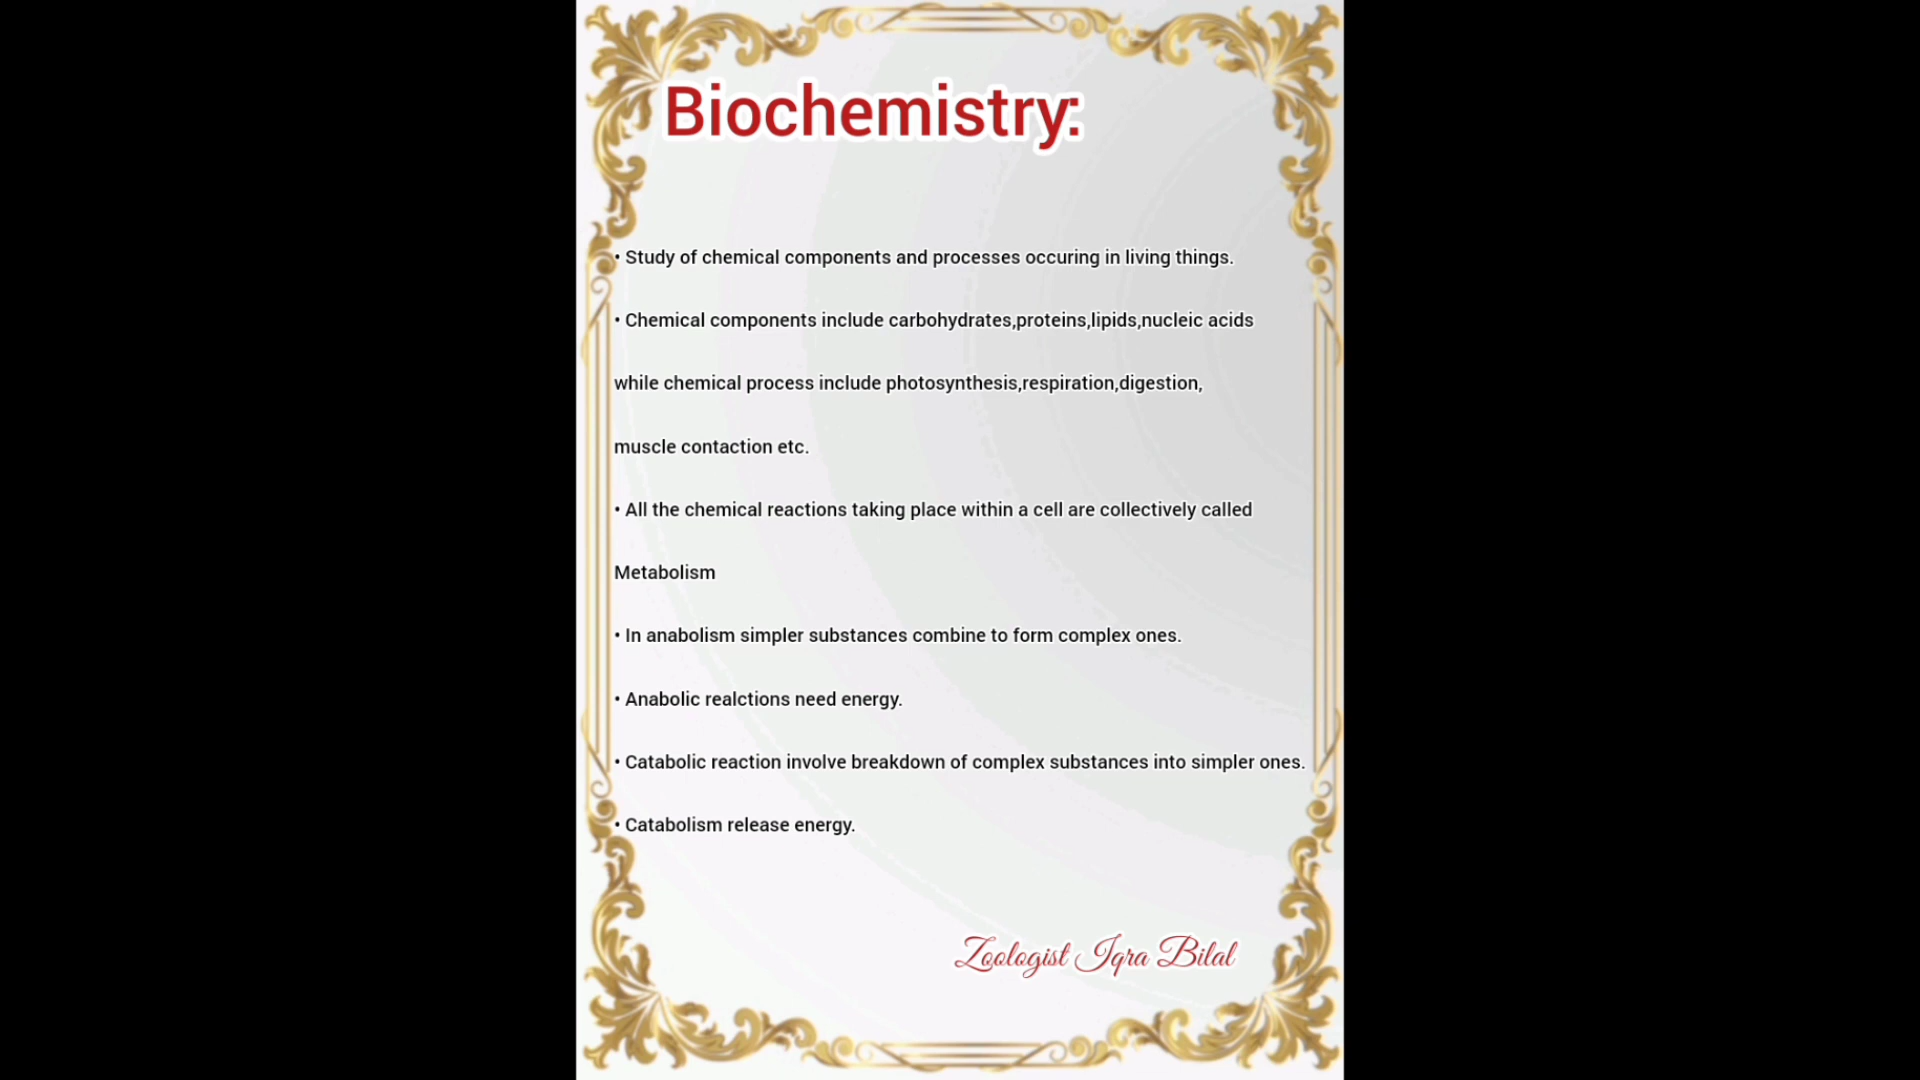 Biochemistry:
• Study of chemical components and processes occuring in living things.
• Chemical components include carbohydrates,proteins,lipids,nucleic acids
while chemical process include photosynthesis,respiration,digestion,
muscle contaction etc.
• All the chemical reactions taking place within a cell are collectively called
Metabolism
• In anabolism simpler substances combine to form complex ones.
• Anabolic realctions need energy.
• Catabolic reaction involve breakdown of complex substances into simpler ones.
• Catabolism release energy.
Zoologist Iqra Bilal